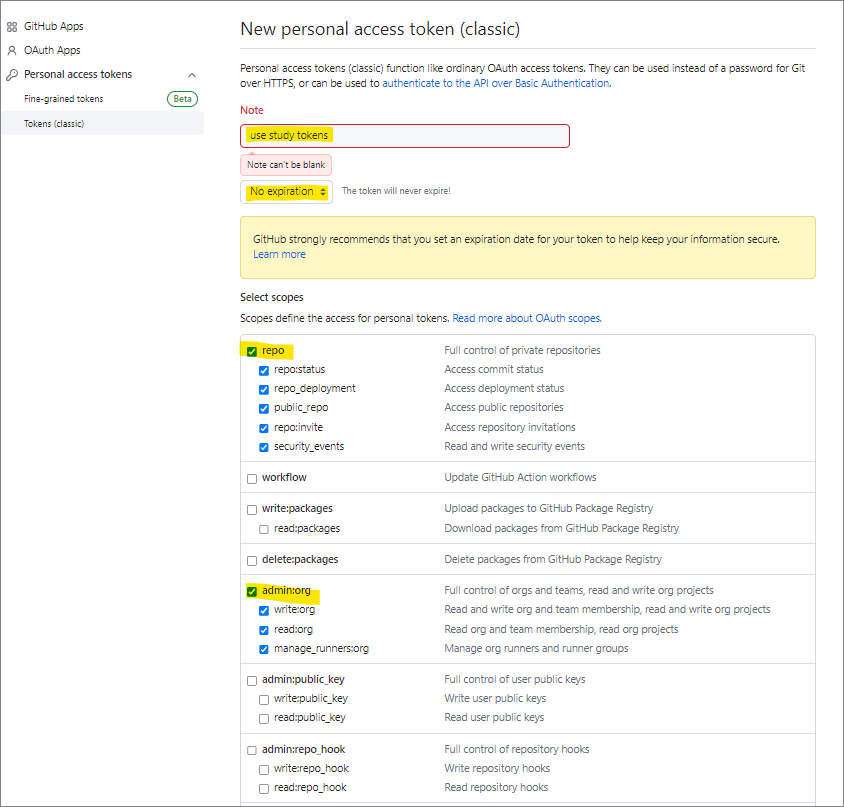 GitHub Apps
OAuth Apps
Personal access tokens
Fine-grained tokens Beta
Tokens (classic)
New personal access token (classic)
Personal access tokens (classic) function like ordinary OAuth access tokens. They can be used instead of a password for Git
over HTTPS, or can be used to authenticate to the API over Basic Authentication.
Note
use study tokens
Note can't be blank
No expiration The token will never expire!
GitHub strongly recommends that you set an expiration date for your token to help keep your information secure.
Learn more
Select scopes
Scopes define the access for personal tokens. Read more about OAuth scopes.
repo Full control of private repositories
repo:status Access commit status
repo_deployment Access deployment status
public_repo Access public repositories
repo:invite Access repository invitations
security_events Read and write security events
workflow Update GitHub Action workflows
write:packages Upload packages to GitHub Package Registry
read:packages Download packages from GitHub Package Registry
delete:packages Delete packages from GitHub Package Registry
admin:org Full control of orgs and teams, read and write org projects
write:org Read and write org and team membership, read and write org projects
read:org Read org and team membership, read org projects
manage_runners:org Manage org runners and runner groups
admin:public_key Full control of user public keys
write:public_key Write user public keys
read:public_key Read user public keys
admin:repo_hook Full control of repository hooks
write:repo_hook Write repository hooks
read:repo_hook Read repository hooks